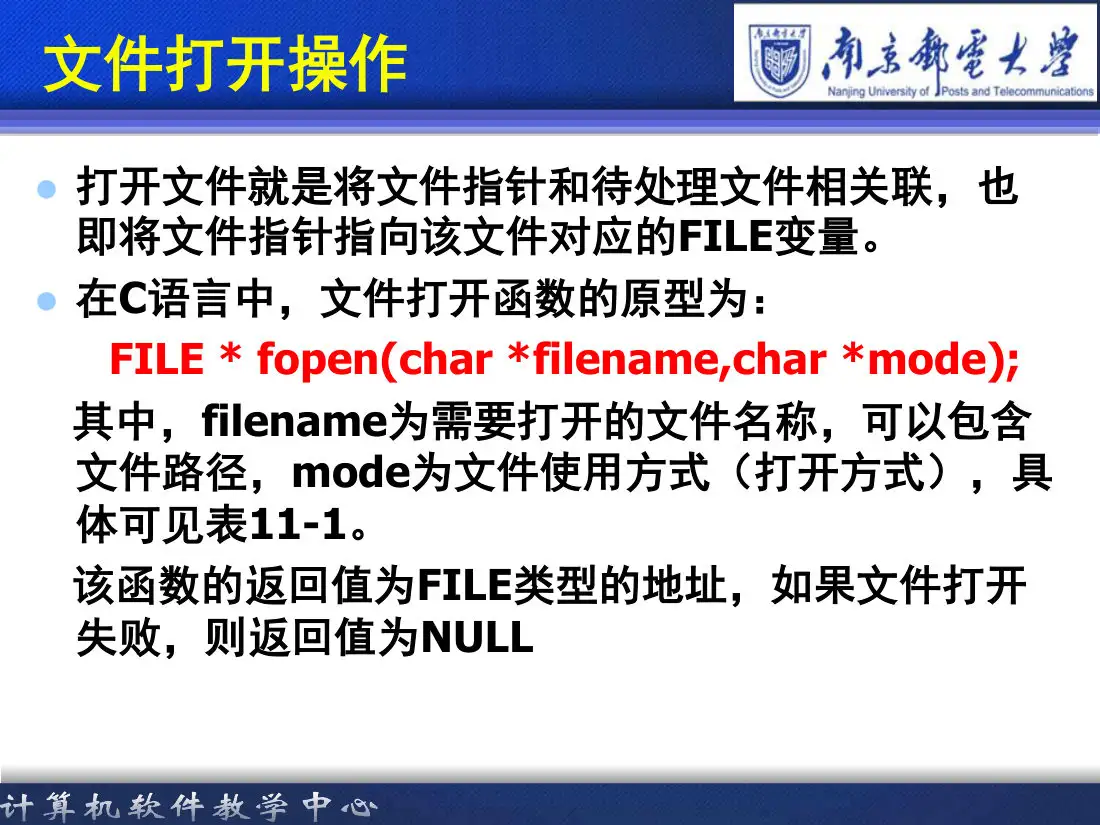 文件打开操作
南京郵電大學
Nanjing University of Posts and Telecommunications
打开文件就是将文件指针和待处理文件相关联，也
即将文件指针指向该文件对应的FILE变量。
在C语言中，文件打开函数的原型为：
FILE * fopen(char *filename,char *mode);
其中，filename为需要打开的文件名称，可以包含
文件路径，mode为文件使用方式（打开方式），具
体可见表11-1。
该函数的返回值为FILE类型的地址，如果文件打开
失败，则返回值为NULL
计算机软件教学中心